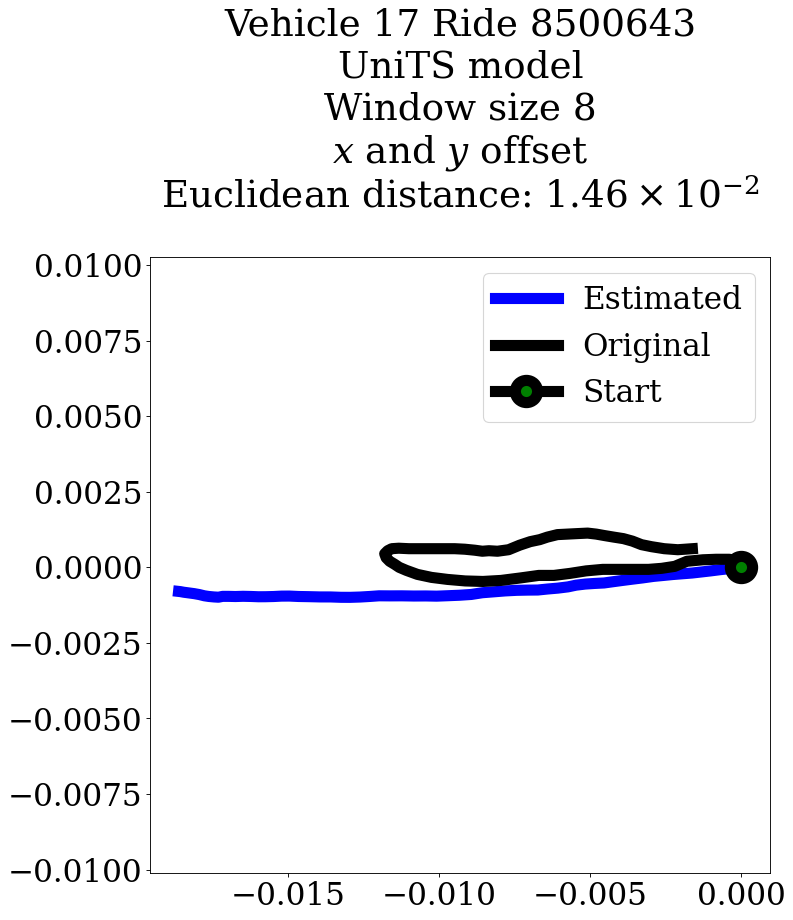 Vehicle 17 Ride 8500643
UniTS model
Window size 8
x and y offset
Euclidean distance: 1.46 × 10⁻²
0.0100
0.0075
0.0050
0.0025
0.0000
−0.0025
−0.0050
−0.0075
−0.0100
Estimated
Original
Start
−0.015 −0.010 −0.005 0.000